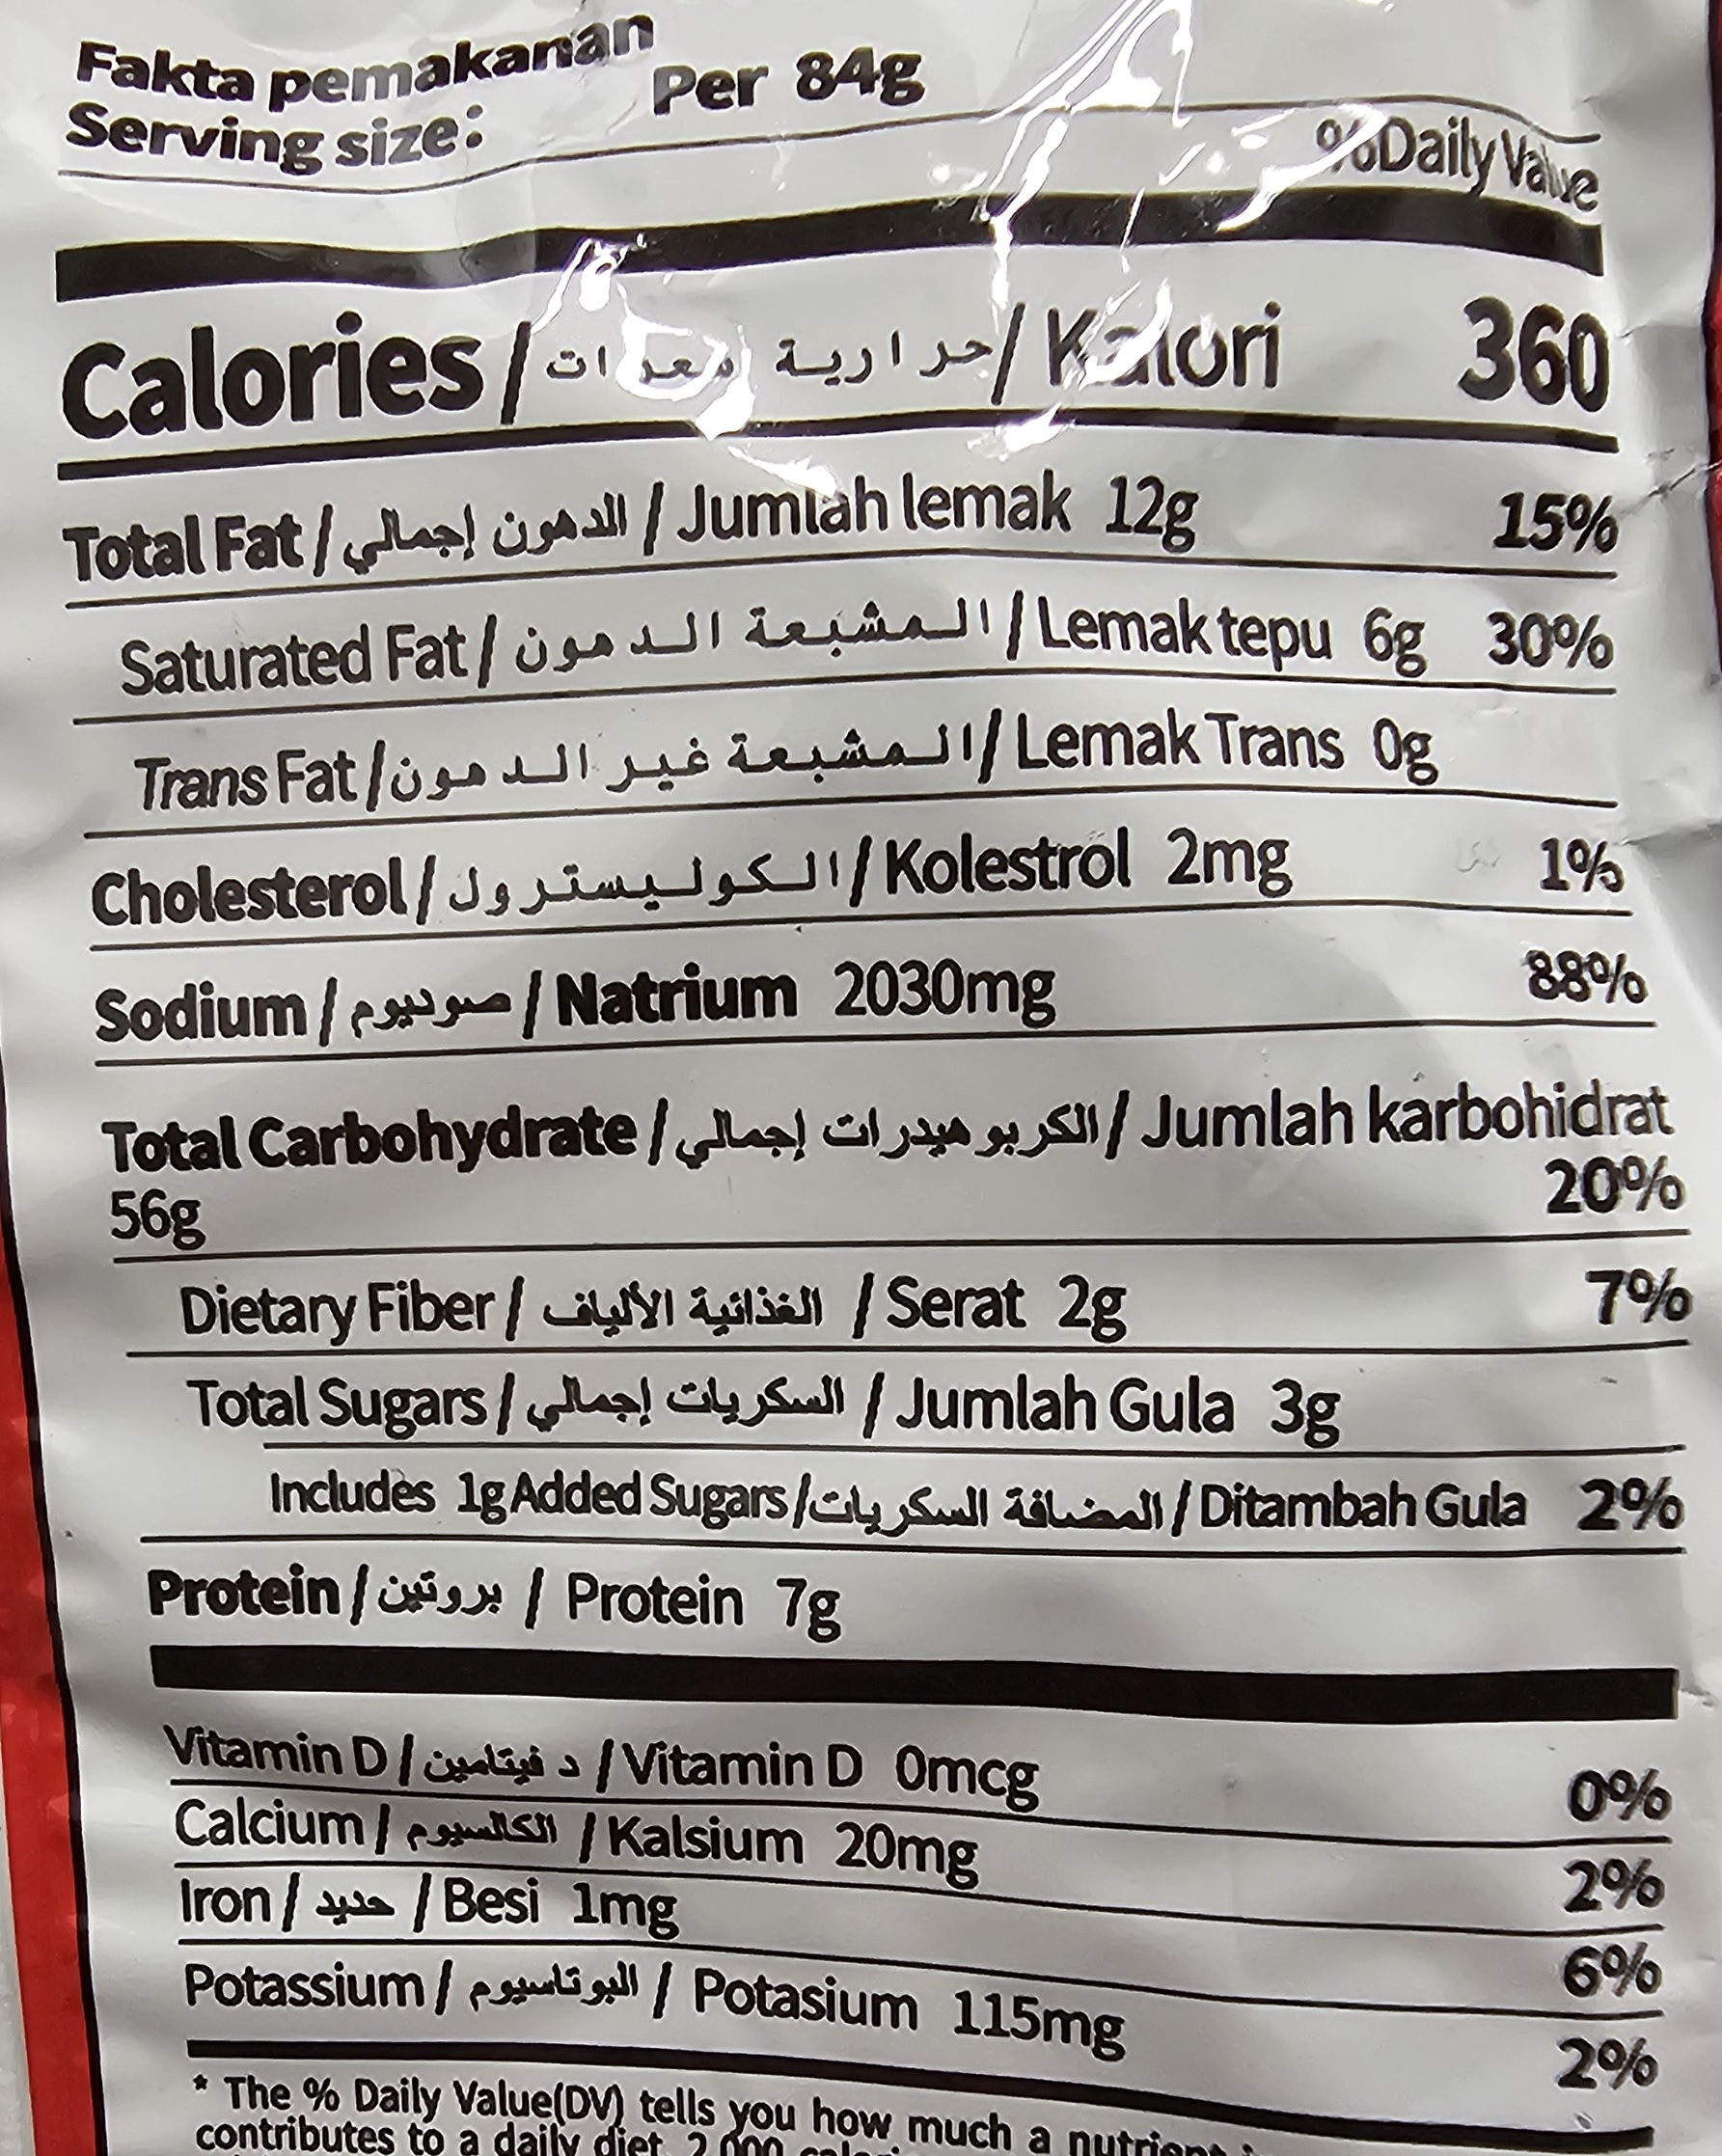 Fakta pemakanan
Serving size: Per 84g
%Daily Value
Calories / حرارية / Kalori 360
Total Fat / الدهون إجمالي / Jumlah lemak 12g 15%
Saturated Fat / المشبعة الدهون / Lemak tepu 6g 30%
Trans Fat / المشبعة غير الدهون / Lemak Trans 0g
Cholesterol / الكوليسترول / Kolestrol 2mg 1%
Sodium / صوديوم / Natrium 2030mg 88%
Total Carbohydrate / الكربوهيدرات إجمالي / Jumlah karbohidrat
56g 20%
Dietary Fiber / الغذائية الألياف / Serat 2g 7%
Total Sugars / السكريات إجمالي / Jumlah Gula 3g
Includes 1g Added Sugars / المضافة السكريات / Ditambah Gula 2%
Protein / بروتين / Protein 7g
Vitamin D / د فيتامين / Vitamin D 0mcg 0%
Calcium / الكالسيوم / Kalsium 20mg 2%
Iron / حديد / Besi 1mg 6%
Potassium / البوتاسيوم / Potasium 115mg 2%
* The % Daily Value(DV) tells you how much a nutrient
contributes to a daily diet. 2,000